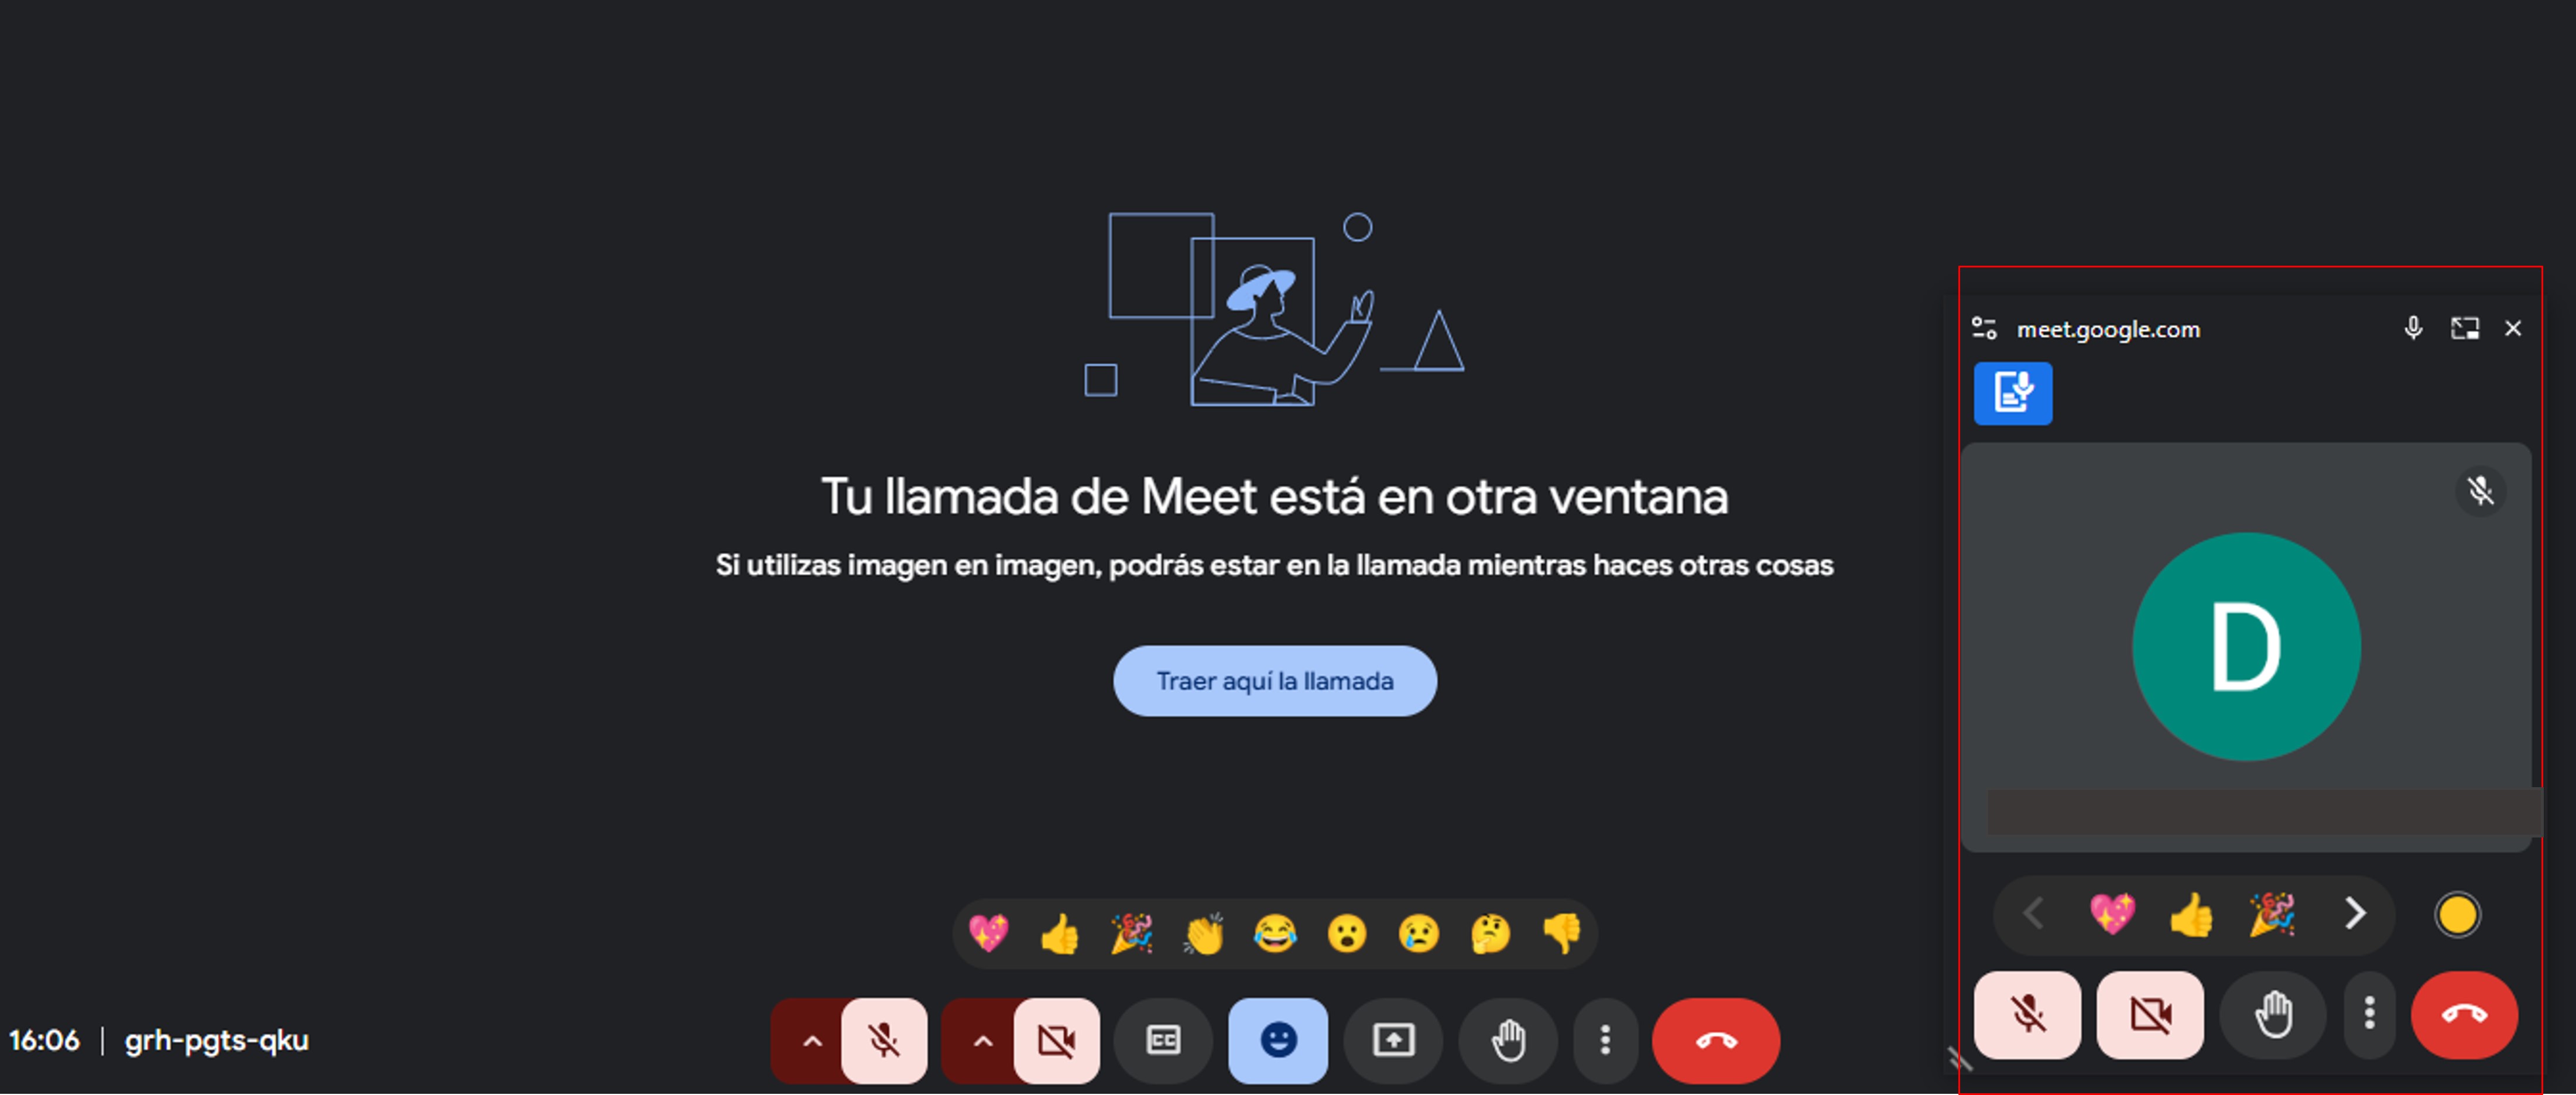 meet.google.com
D
Tu llamada de Meet está en otra ventana
Si utilizas imagen en imagen, podrás estar en la llamada mientras haces otras cosas
Traer aquí la llamada
16:06 | grh-pgts-qku
CC